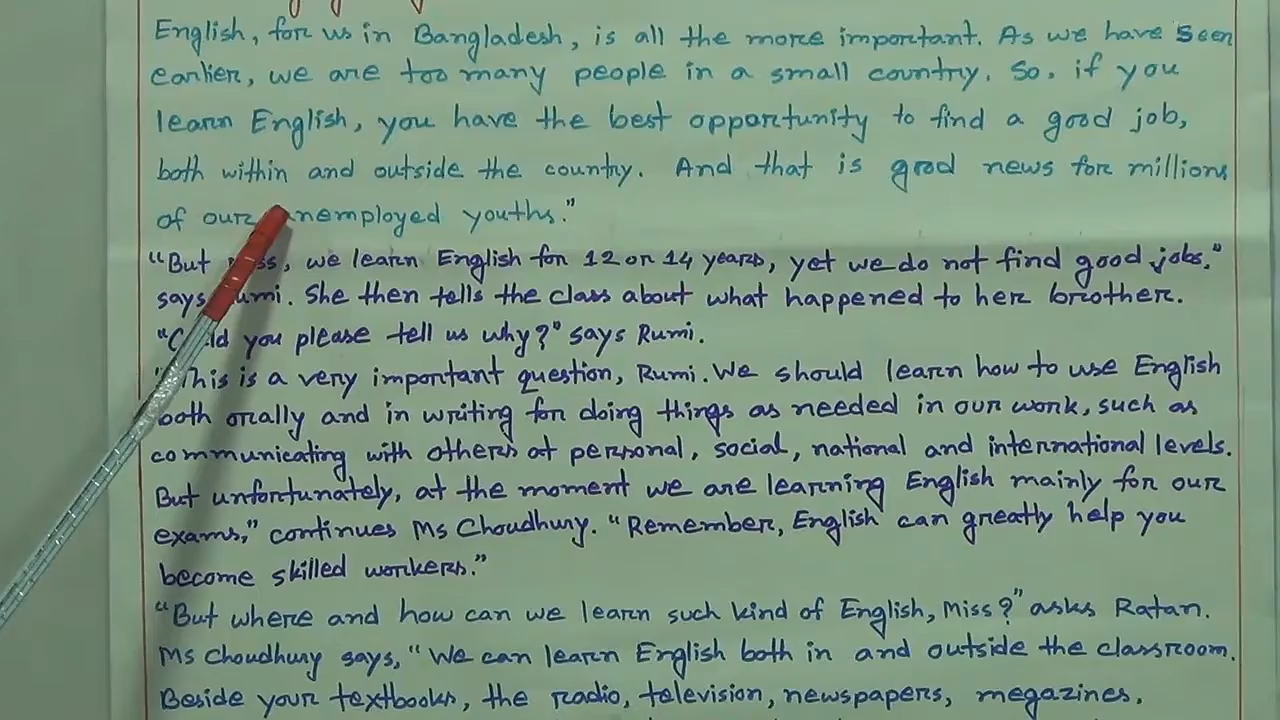 English, for us in Bangladesh, is all the more important. As we have seen
earlier, we are too many people in a small country. So, if you
learn English, you have the best opportunity to find a good job,
both within and outside the country. And that is good news for millions
of our unemployed youths."
"But Miss, we learn English for 12 or 14 years, yet we do not find good jobs."
says Rumi. She then tells the class about what happened to her brother.
"Could you please tell us why?" says Rumi.
"This is a very important question, Rumi. We should learn how to use English
both orally and in writing for doing things as needed in our work, such as
communicating with others at personal, social, national and international levels.
But unfortunately, at the moment we are learning English mainly for our
exams," continues Ms Choudhury. "Remember, English can greatly help you
become skilled workers."
"But where and how can we learn such kind of English, Miss?" asks Ratan.
Ms Choudhury says, "We can learn English both in and outside the classroom.
Beside your textbooks, the radio, television, newspapers, megazines,